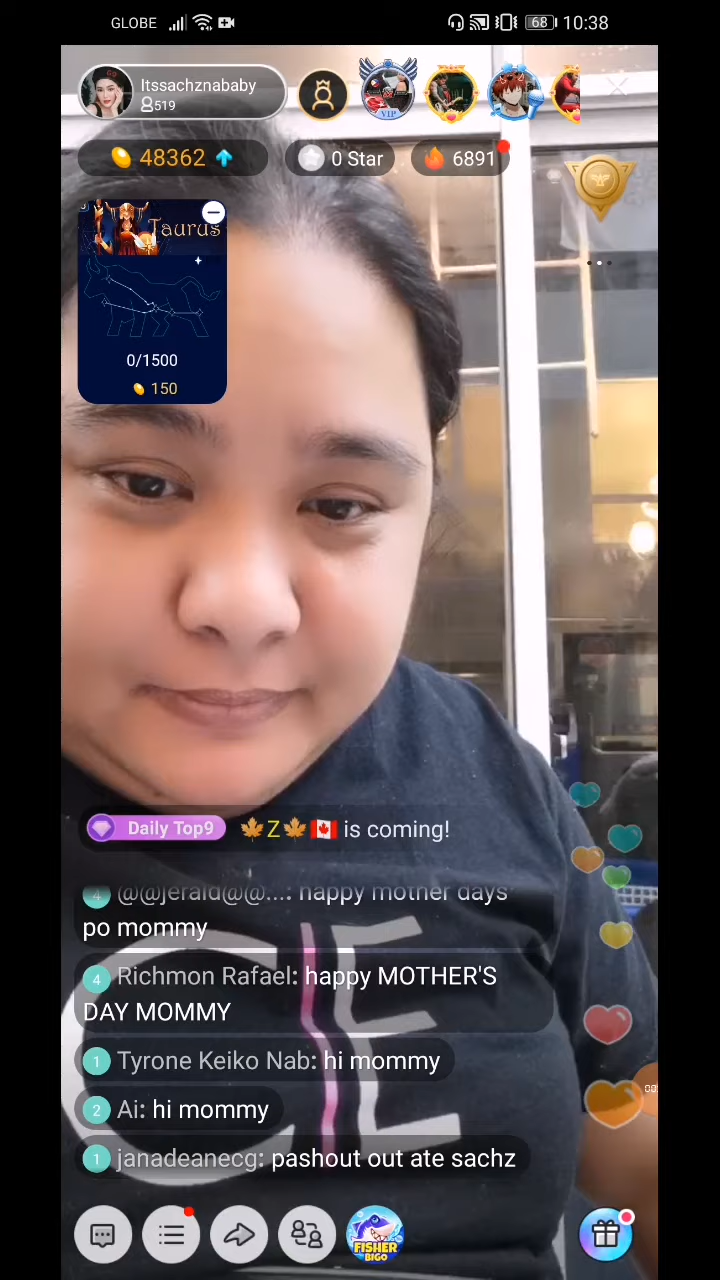 GLOBE 68 10:38
Itssachznababy
519
VIP
48362 0 Star 6891
Taurus
0/1500
150
Daily Top9 Z is coming!
4 @@jerald@@...: happy mother days
po mommy
4 Richmon Rafael: happy MOTHER'S
DAY MOMMY
1 Tyrone Keiko Nab: hi mommy
2 Ai: hi mommy
1 janadeanecg: pashout out ate sachz
FISHER
BIGO